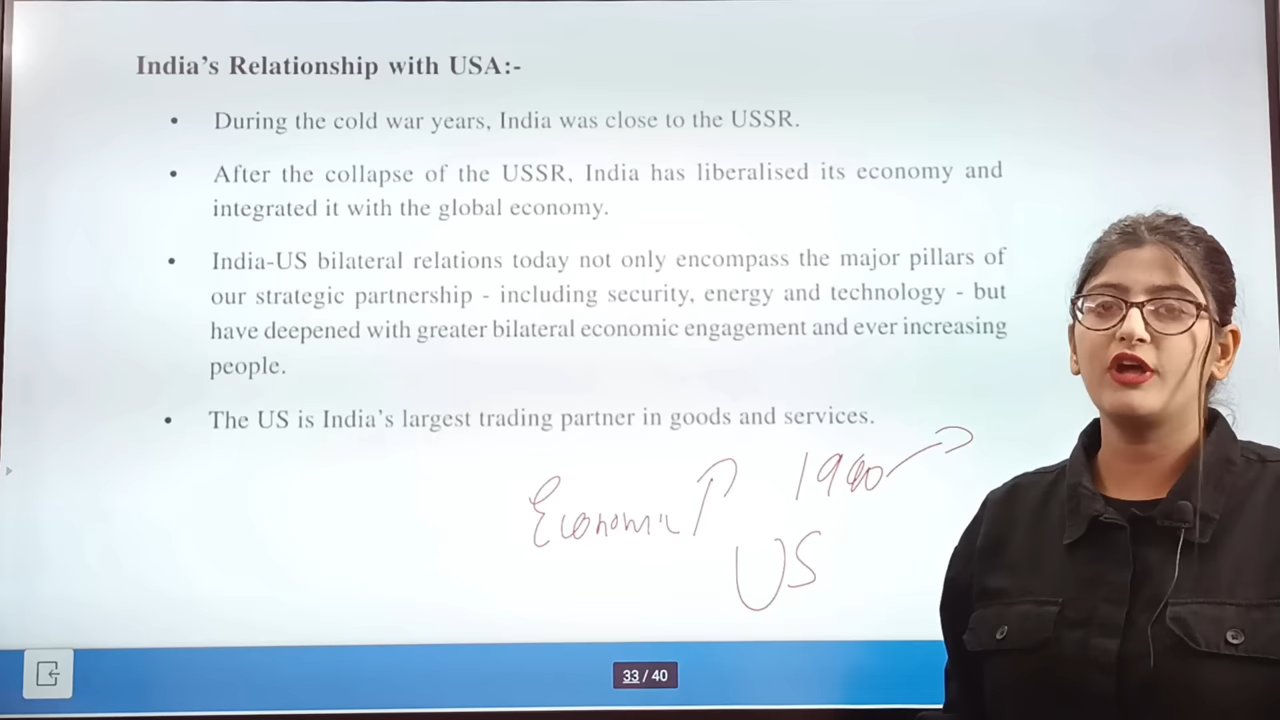 India's Relationship with USA:-
• During the cold war years, India was close to the USSR.
• After the collapse of the USSR, India has liberalised its economy and
integrated it with the global economy.
• India-US bilateral relations today not only encompass the major pillars of
our strategic partnership - including security, energy and technology - but
have deepened with greater bilateral economic engagement and ever increasing
people.
• The US is India's largest trading partner in goods and services.
Economic ↑ 1990 →
US
33 / 40